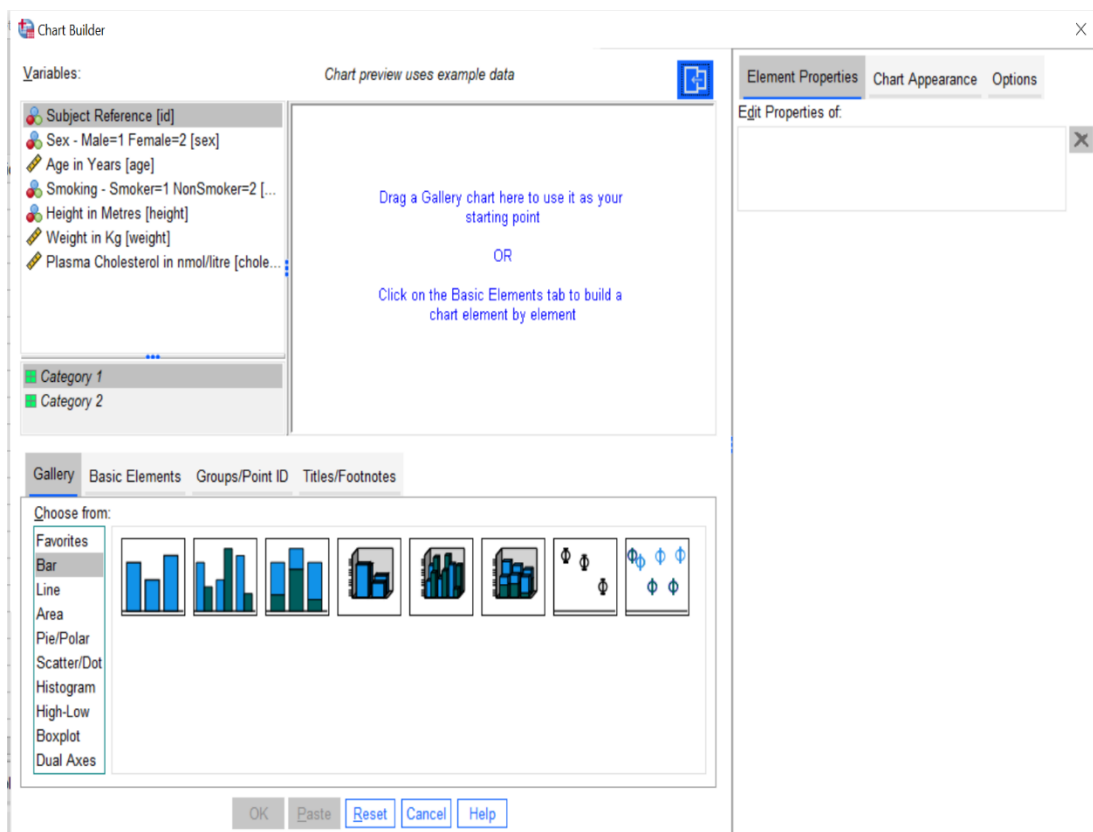 Chart Builder
Variables:
Chart preview uses example data
Subject Reference [id]
Sex - Male=1 Female=2 [sex]
Age in Years [age]
Smoking - Smoker=1 NonSmoker=2 [...
Height in Metres [height]
Weight in Kg [weight]
Plasma Cholesterol in nmol/litre [chole...
Category 1
Category 2
Drag a Gallery chart here to use it as your
starting point
OR
Click on the Basic Elements tab to build a
chart element by element
Gallery Basic Elements Groups/Point ID Titles/Footnotes
Choose from:
Favorites
Bar
Line
Area
Pie/Polar
Scatter/Dot
Histogram
High-Low
Boxplot
Dual Axes
OK Paste Reset Cancel Help
Element Properties Chart Appearance Options
Edit Properties of: